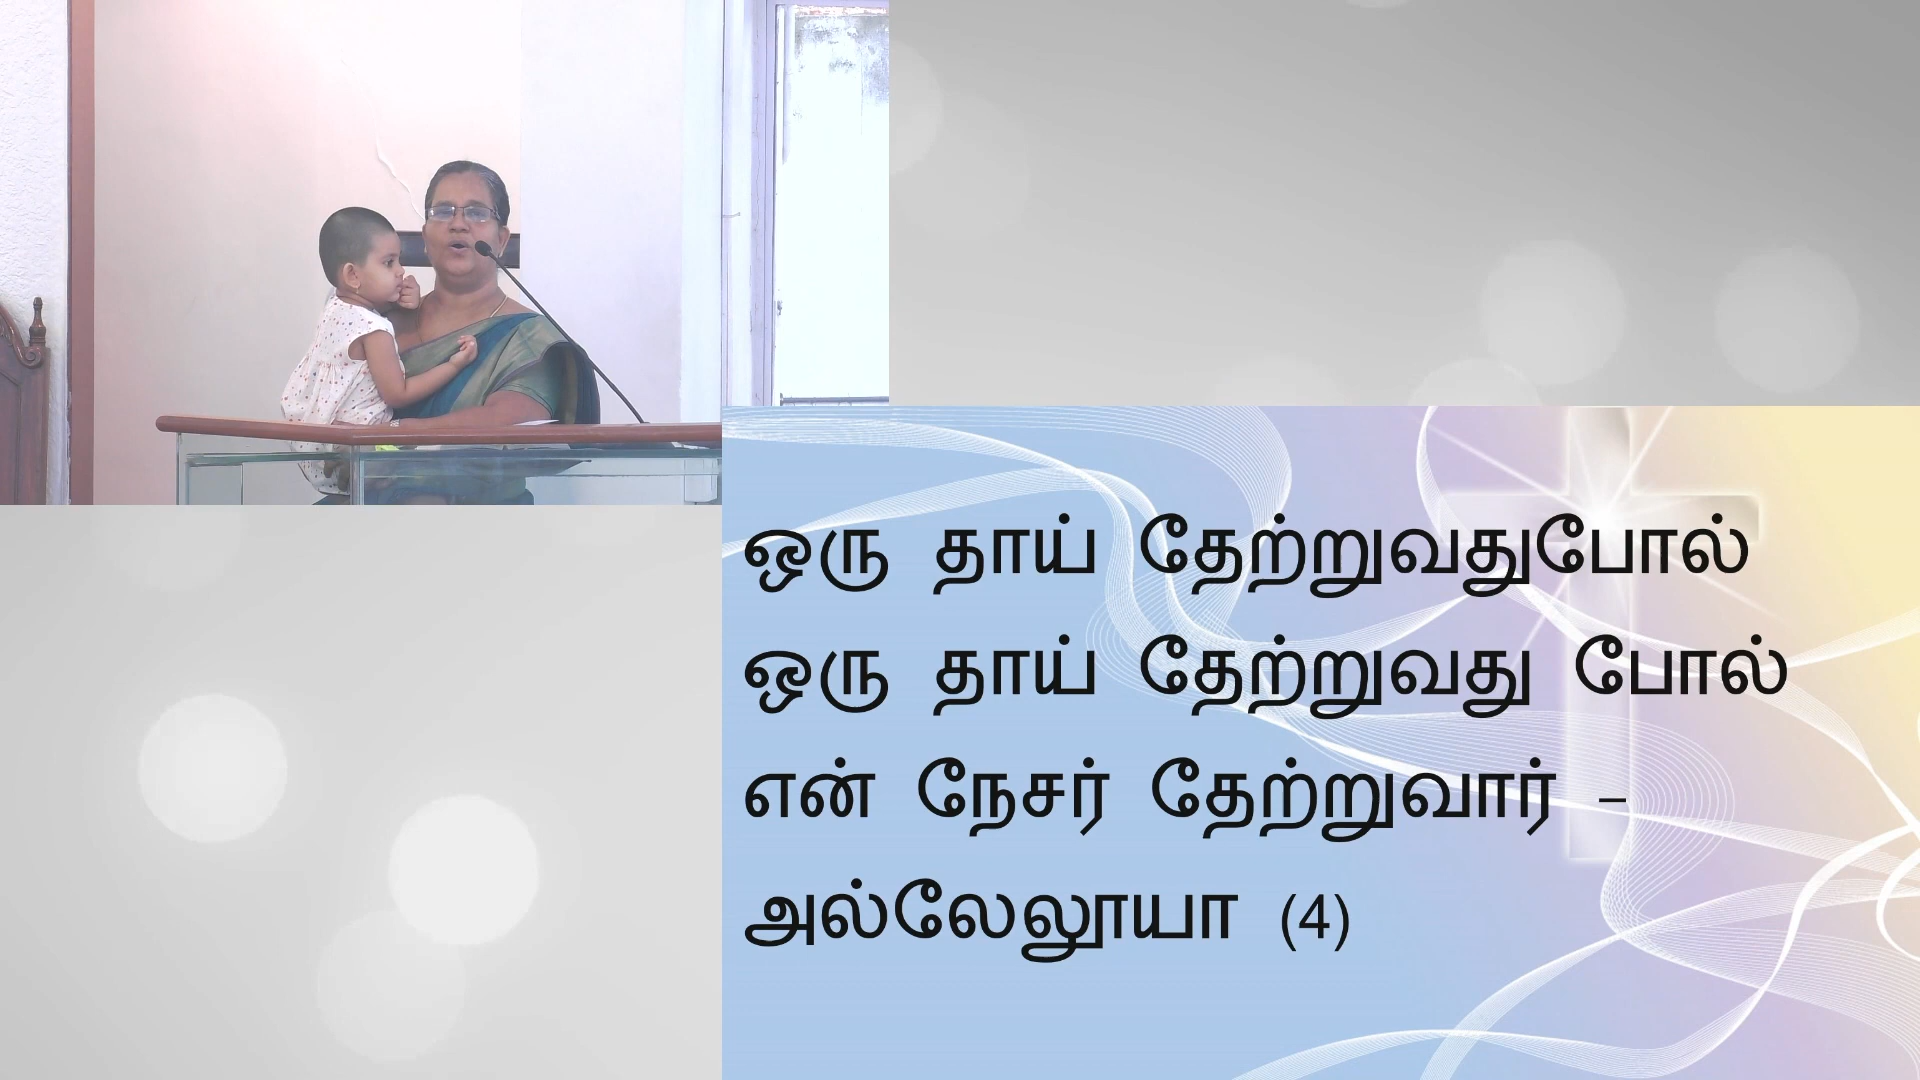 ஒரு தாய் தேற்றுவதுபோல்
ஒரு தாய் தேற்றுவது போல்
என் நேசர் தேற்றுவார் –
அல்லேலூயா (4)